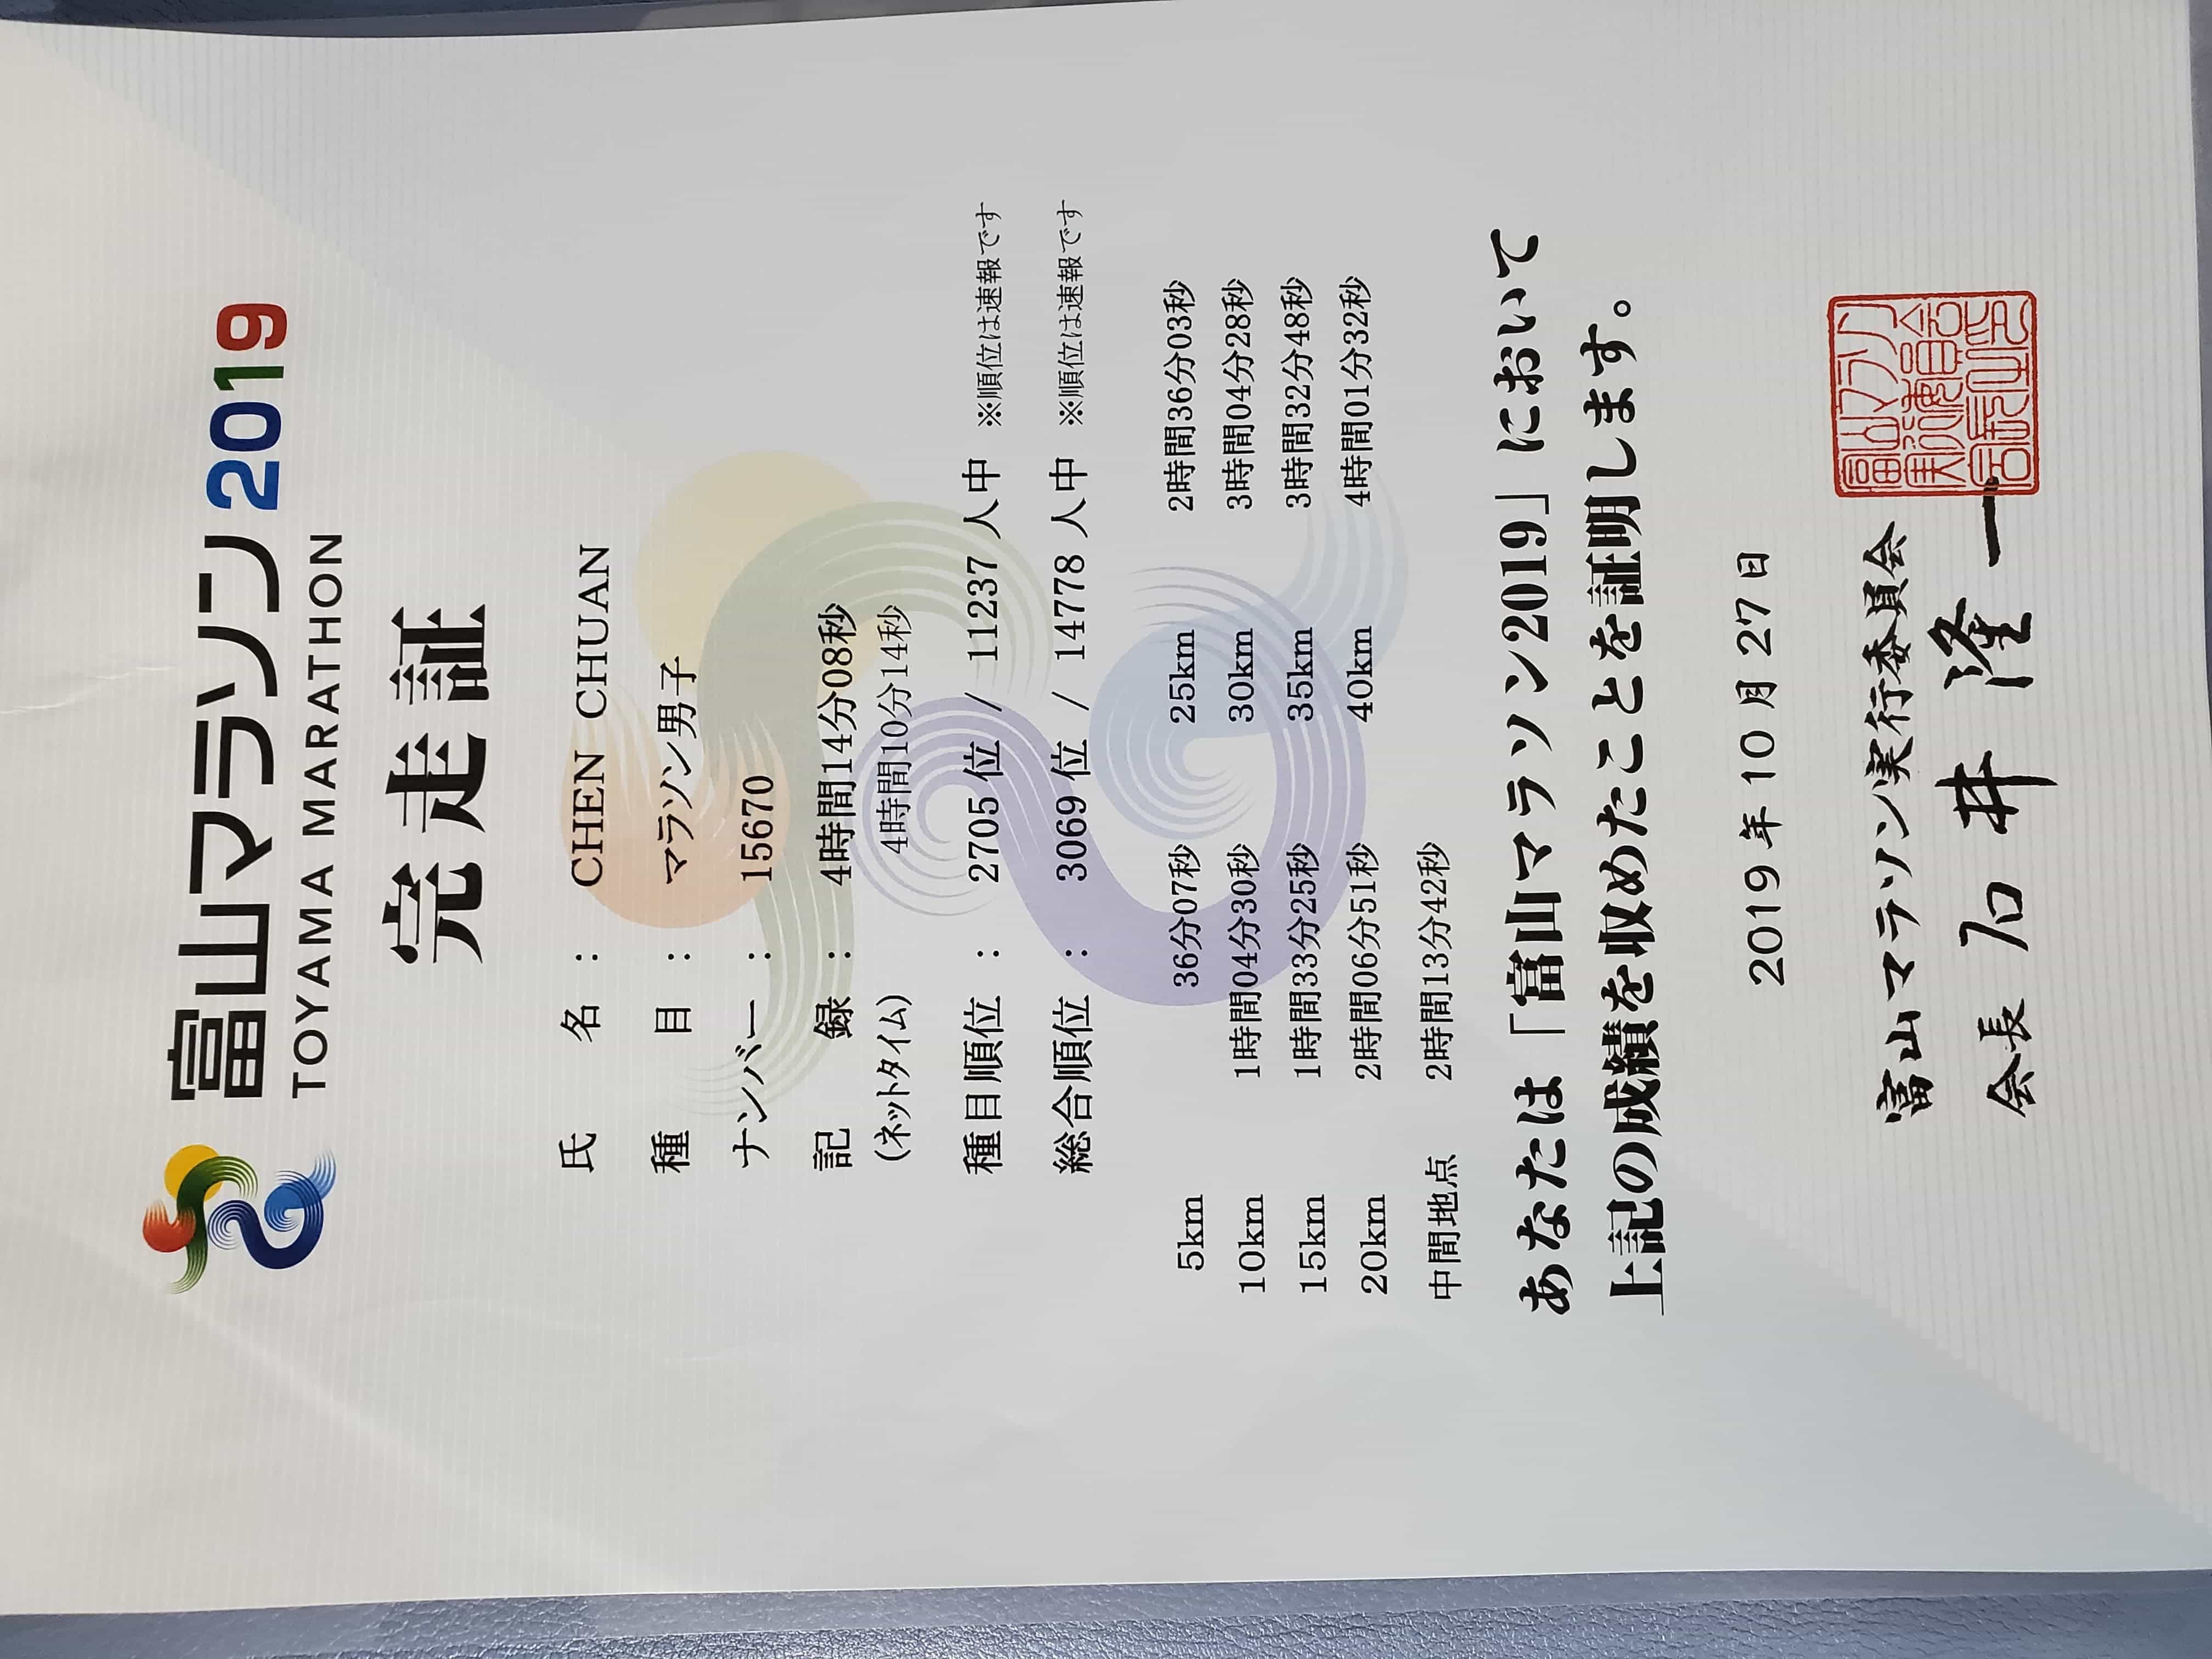 富山マラソン2019
TOYAMA MARATHON
完走証
氏 名 : CHEN CHUAN
種 目 : マラソン男子
ナンバー : 15670
記 録 : 4時間14分08秒
(ネットタイム) 4時間10分14秒
種目順位 : 2705 位 / 11237 人中 ※順位は速報です
総合順位 : 3069 位 / 14778 人中 ※順位は速報です
5km 36分07秒 25km 2時間36分03秒
10km 1時間04分30秒 30km 3時間04分28秒
15km 1時間33分25秒 35km 3時間32分48秒
20km 2時間06分51秒 40km 4時間01分32秒
中間地点 2時間13分42秒
あなたは「富山マラソン2019」において
上記の成績を収めたことを証明します。
2019年10月27日
富山マラソン実行委員会
会長 石井隆一
富山マラソン
実行委員会
会長之印